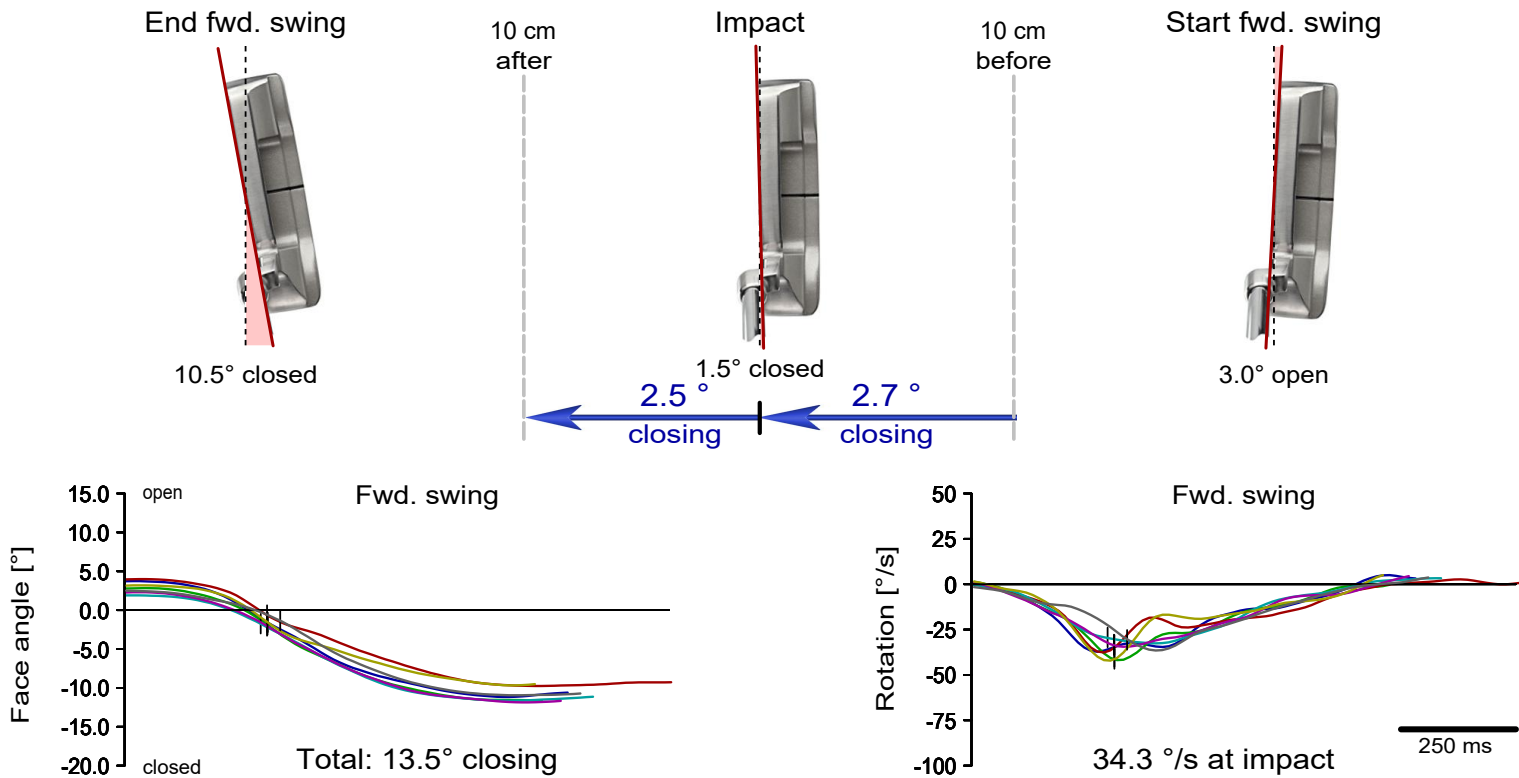 End fwd. swing
10 cm
after
Impact
10 cm
before
Start fwd. swing
10.5° closed
1.5° closed
3.0° open
2.5 °
closing
2.7 °
closing
Fwd. swing
open
closed
15.0
10.0
5.0
0.0
-5.0
-10.0
-15.0
-20.0
Face angle [°]
Total: 13.5° closing
Fwd. swing
50
25
0
-25
-50
-75
-100
Rotation [°/s]
34.3 °/s at impact
250 ms